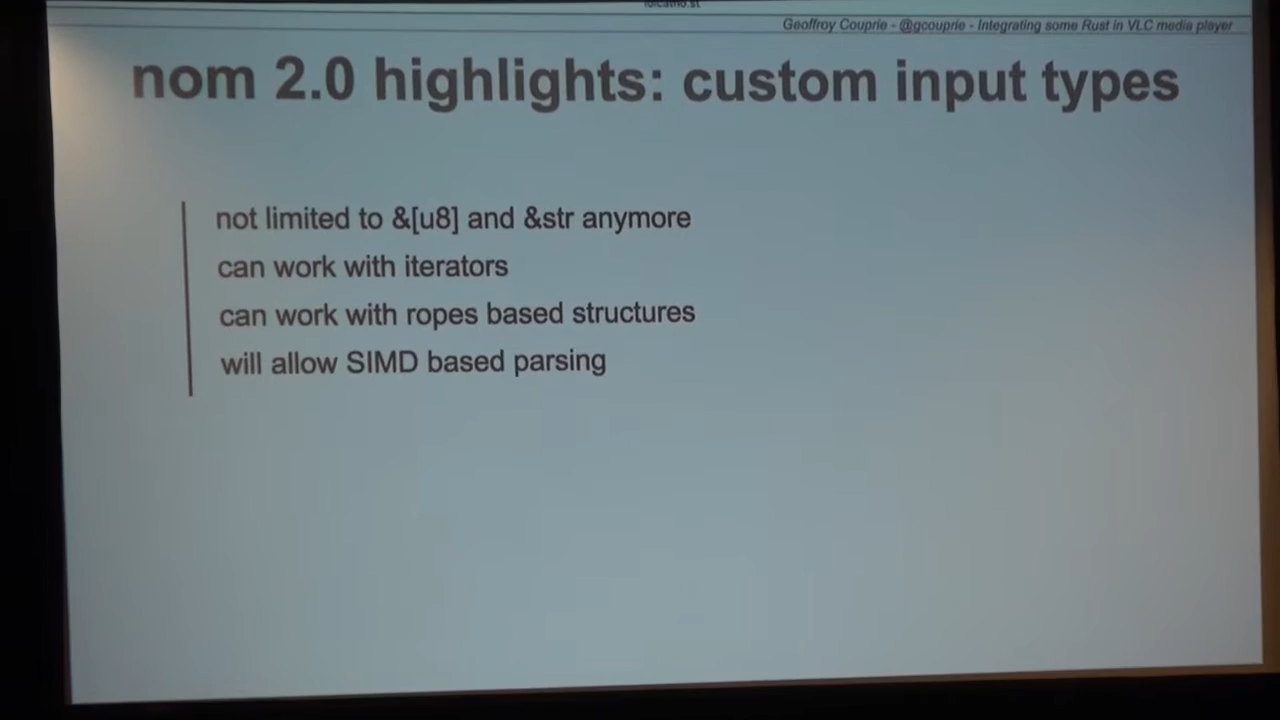 Geoffroy Couprie - @gcouprie - Integrating some Rust in VLC media player
nom 2.0 highlights: custom input types
not limited to &[u8] and &str anymore
can work with iterators
can work with ropes based structures
will allow SIMD based parsing